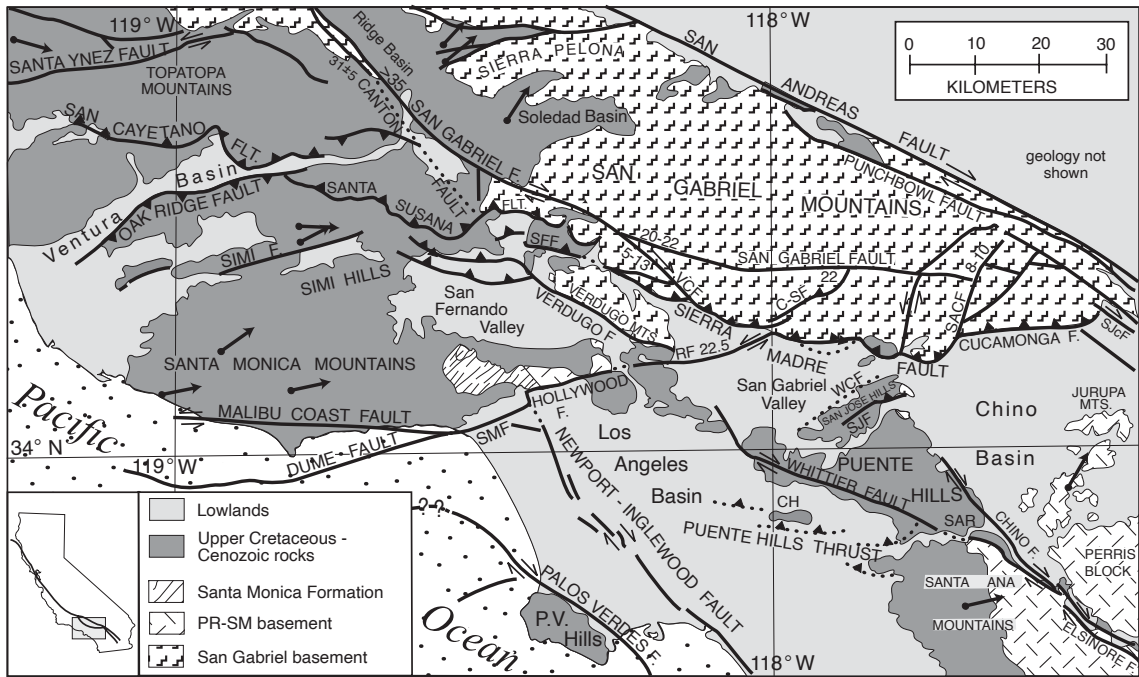 119° W
118° W
SANTA YNEZ FAULT
TOPATOPA
MOUNTAINS
Ridge Basin
≥35
31±5
CANTON
FAULT
SAN GABRIEL F.
SIERRA PELONA
Soledad Basin
SAN
ANDREAS
FAULT
0 10 20 30
KILOMETERS
geology not
shown
SAN
CAYETANO
FLT.
Ventura
Basin
OAK RIDGE FAULT
SANTA
SUSANA
FLT.
SFF
SAN
GABRIEL
MOUNTAINS
PUNCHBOWL FAULT
20-22
SAN GABRIEL FAULT
5-13
VCF
C-SF
22
8-10
SACF
SJcF
SIMI F.
SIMI HILLS
San
Fernando
Valley
VERDUGO MTS.
VERDUGO F.
SIERRA
MADRE
FAULT
CUCAMONGA F.
RF 22.5
SANTA MONICA MOUNTAINS
San Gabriel
Valley
WCF
SAN JOSE HILLS
SJF
Chino
Basin
JURUPA
MTS.
MALIBU COAST FAULT
HOLLYWOOD
F.
SMF
DUME FAULT
Pacific
Ocean
34° N
119° W
Los
Angeles
Basin
NEWPORT - INGLEWOOD FAULT
WHITTIER FAULT
PUENTE
HILLS
CH
PUENTE HILLS THRUST
SAR
CHINO F.
PERRIS
BLOCK
SANTA ANA
MOUNTAINS
ELSINORE F.
? ?
PALOS VERDES F.
P.V.
Hills
118° W
Lowlands
Upper Cretaceous -
Cenozoic rocks
Santa Monica Formation
PR-SM basement
San Gabriel basement